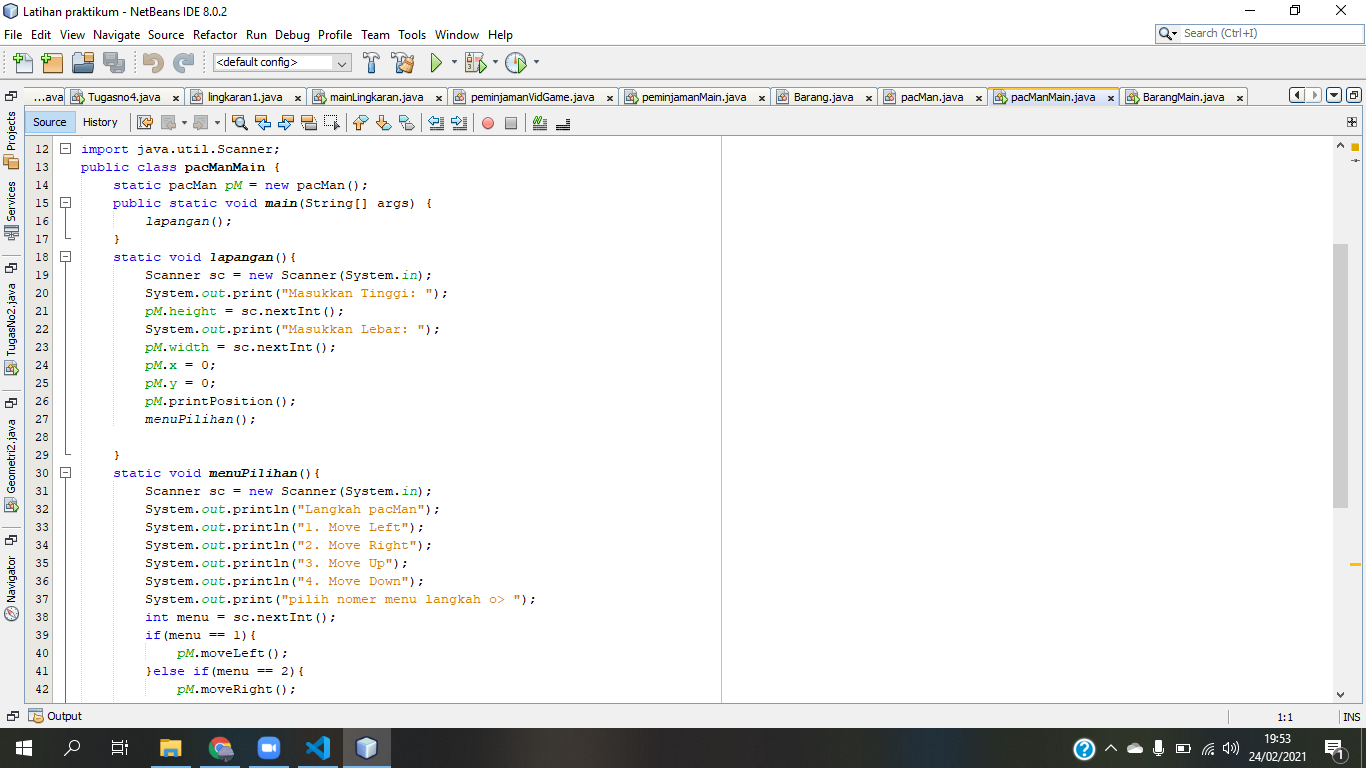 Latihan praktikum - NetBeans IDE 8.0.2
File Edit View Navigate Source Refactor Run Debug Profile Team Tools Window Help
Search (Ctrl+I)
<default config>
...ava Tugasno4.java lingkaran1.java mainLingkaran.java peminjamanVidGame.java peminjamanMain.java Barang.java pacMan.java pacManMain.java BarangMain.java
Source History
Projects
Services
TugasNo2.java
Geometri2.java
Navigator
12 import java.util.Scanner;
13 public class pacManMain {
14 static pacMan pM = new pacMan();
15 public static void main(String[] args) {
16 lapangan();
17 }
18 static void lapangan(){
19 Scanner sc = new Scanner(System.in);
20 System.out.print("Masukkan Tinggi: ");
21 pM.height = sc.nextInt();
22 System.out.print("Masukkan Lebar: ");
23 pM.width = sc.nextInt();
24 pM.x = 0;
25 pM.y = 0;
26 pM.printPosition();
27 menuPilihan();
28
29 }
30 static void menuPilihan(){
31 Scanner sc = new Scanner(System.in);
32 System.out.println("Langkah pacMan");
33 System.out.println("1. Move Left");
34 System.out.println("2. Move Right");
35 System.out.println("3. Move Up");
36 System.out.println("4. Move Down");
37 System.out.print("pilih nomer menu langkah o> ");
38 int menu = sc.nextInt();
39 if(menu == 1){
40 pM.moveLeft();
41 }else if(menu == 2){
42 pM.moveRight();
Output
1:1 INS
19:53
24/02/2021
1